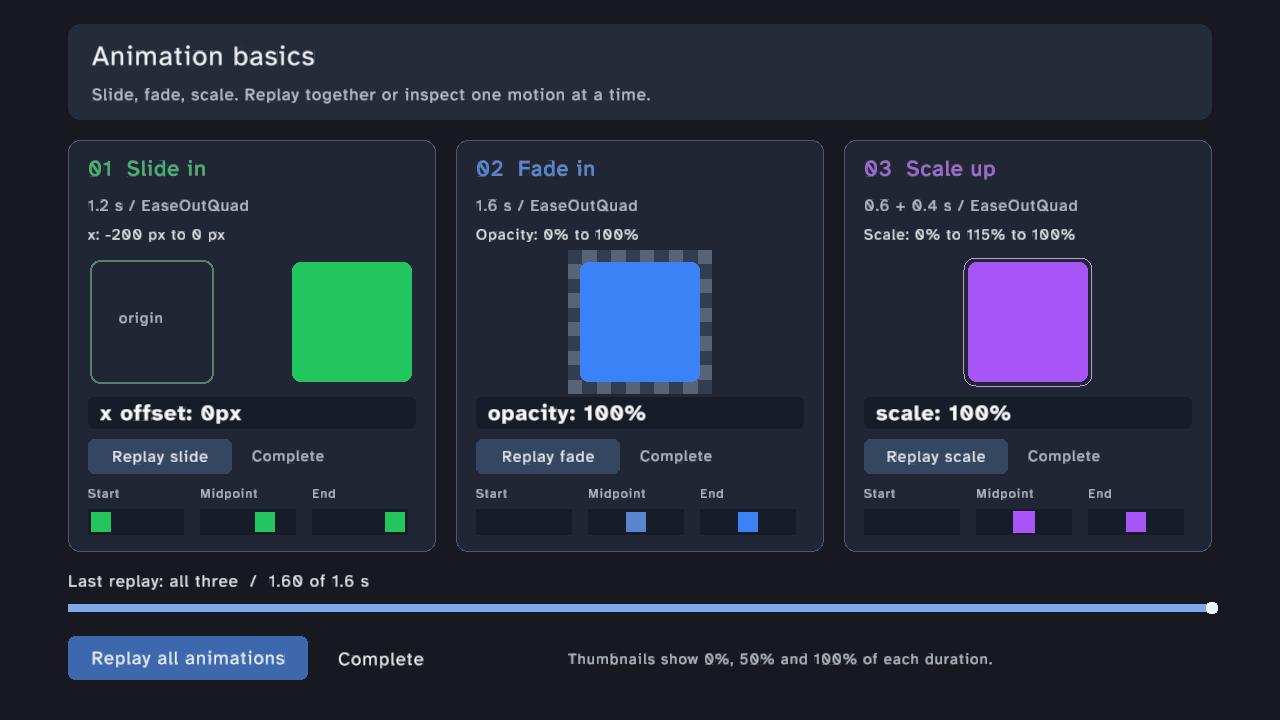 Animation basics
Slide, fade, scale. Replay together or inspect one motion at a time.
01 Slide in
1.2 s / EaseOutQuad
x: -200 px to 0 px
origin
x offset: 0px
Replay slide
Complete
Start
Midpoint
End
02 Fade in
1.6 s / EaseOutQuad
Opacity: 0% to 100%
opacity: 100%
Replay fade
Complete
Start
Midpoint
End
03 Scale up
0.6 + 0.4 s / EaseOutQuad
Scale: 0% to 115% to 100%
scale: 100%
Replay scale
Complete
Start
Midpoint
End
Last replay: all three / 1.60 of 1.6 s
Replay all animations
Complete
Thumbnails show 0%, 50% and 100% of each duration.